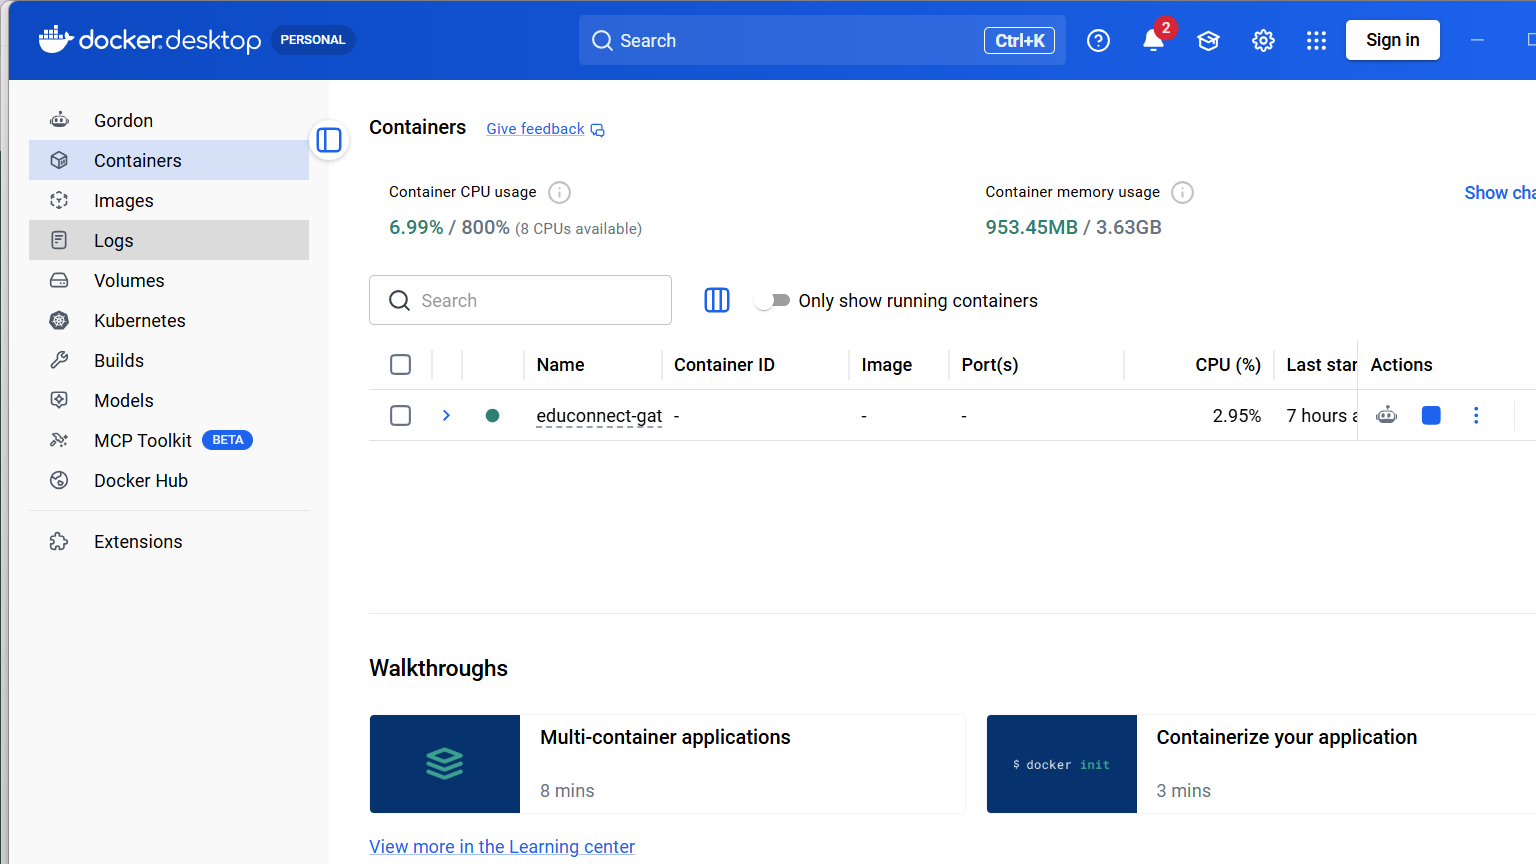 docker.desktop PERSONAL
Search Ctrl+K
2
Sign in
Gordon
Containers
Images
Logs
Volumes
Kubernetes
Builds
Models
MCP Toolkit BETA
Docker Hub
Extensions
Containers Give feedback
Container CPU usage
6.99% / 800% (8 CPUs available)
Container memory usage
953.45MB / 3.63GB
Show cha
Search
Only show running containers
Name Container ID Image Port(s) CPU (%) Last star Actions
educonnect-gat - - - 2.95% 7 hours a
Walkthroughs
Multi-container applications
8 mins
$ docker init
Containerize your application
3 mins
View more in the Learning center